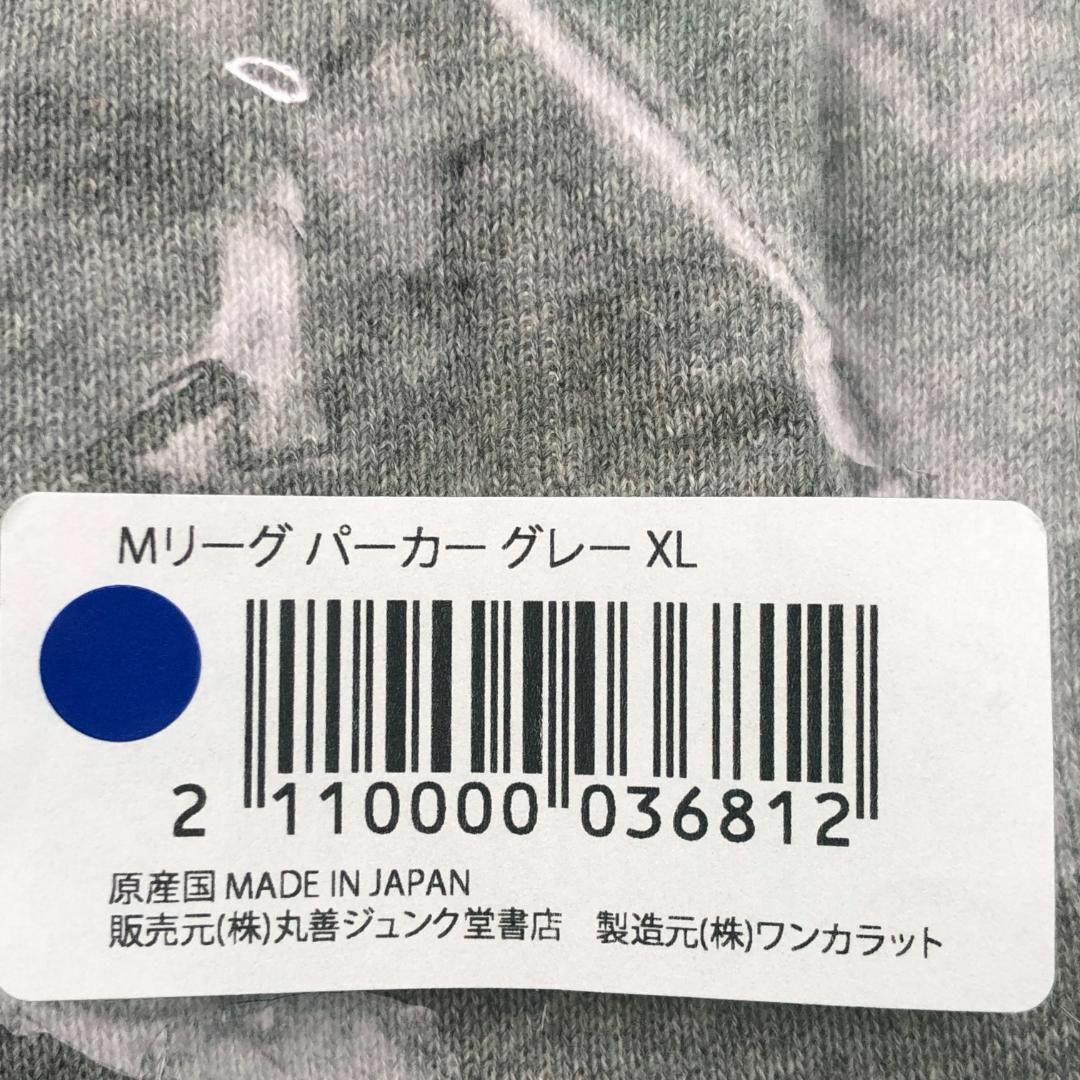 Mリーグ パーカー グレー XL
2 110000 036812
原産国 MADE IN JAPAN
販売元(株)丸善ジュンク堂書店　製造元(株)ワンカラット